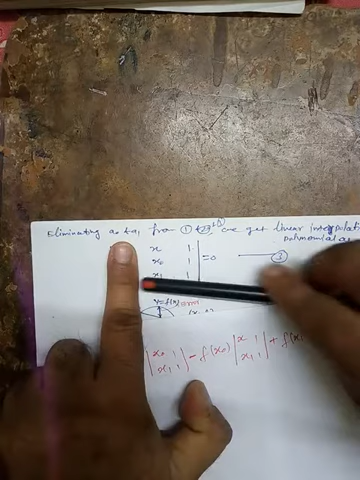 Eliminating a₀ & a₁ from ① & ② we get linear
polynomial as
x 1
x₀ 1 =0 ③
x₁ 1
y=f(x)
x₀ 1 - f(x₀) x 1 + f(x₁
x₁ 1 x₁ 1